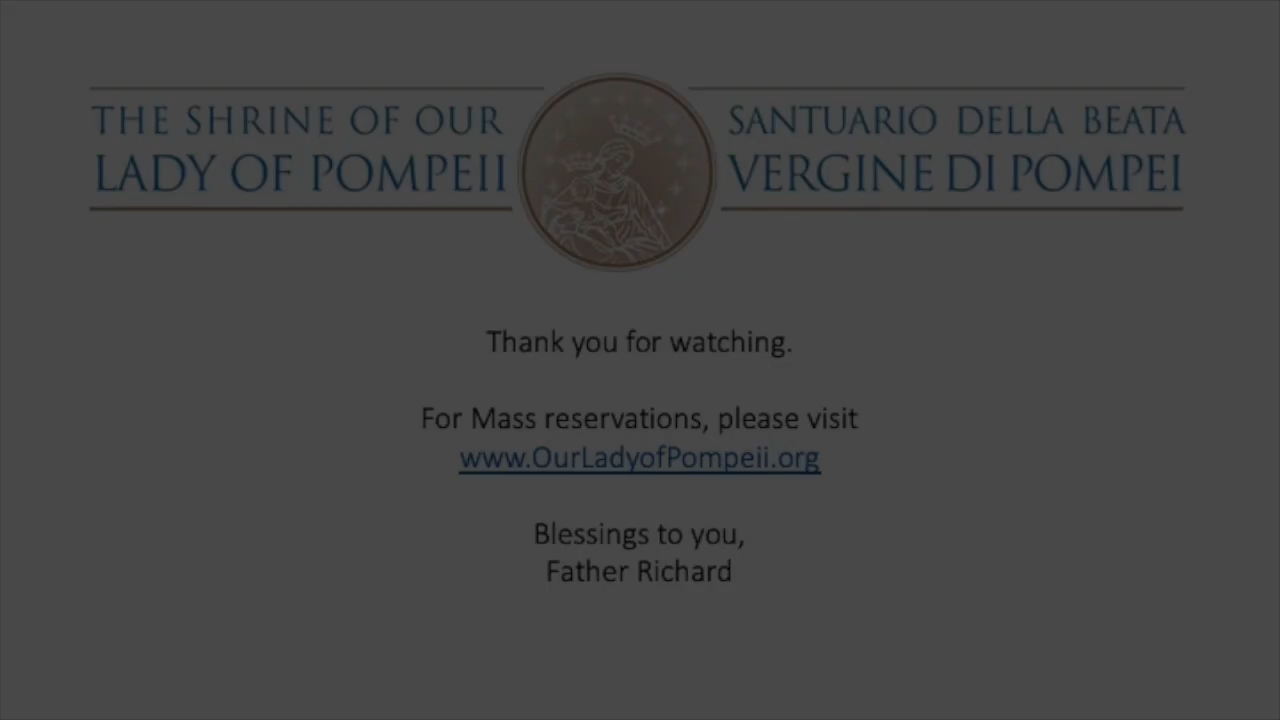 THE SHRINE OF OUR
LADY OF POMPEII
SANTUARIO DELLA BEATA
VERGINE DI POMPEI
Thank you for watching.
For Mass reservations, please visit
www.OurLadyofPompeii.org
Blessings to you,
Father Richard